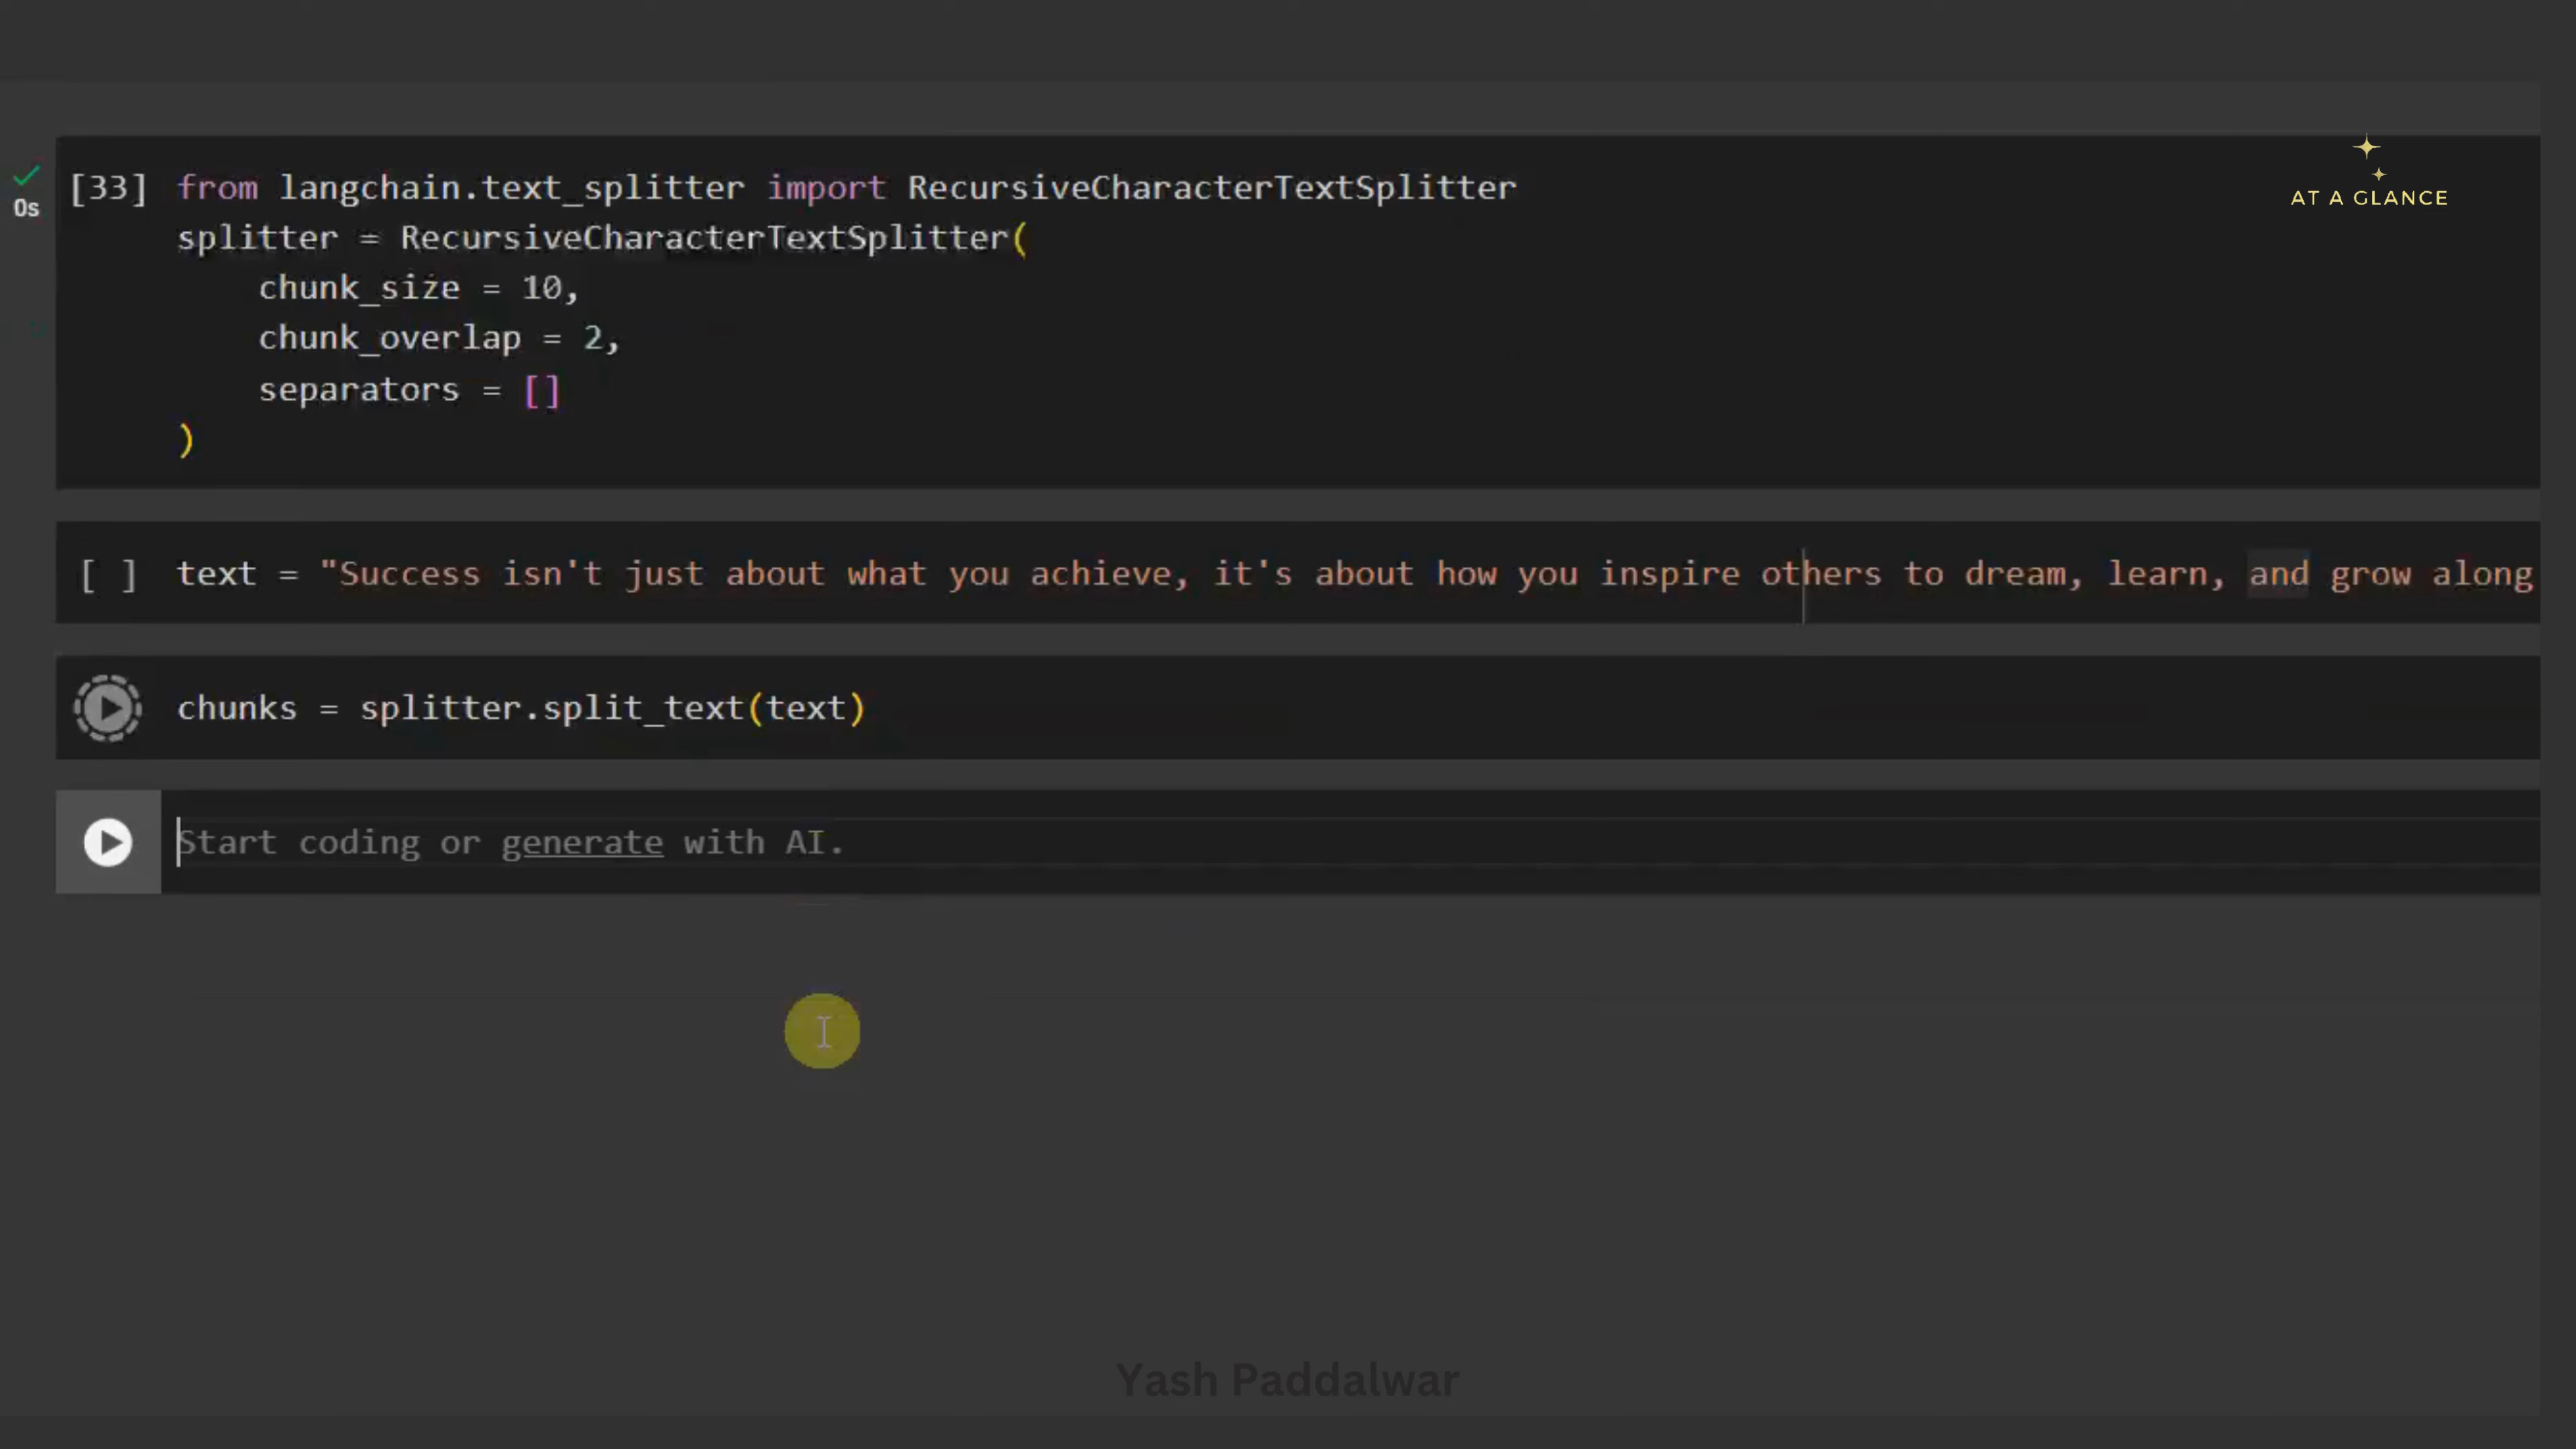 AT A GLANCE
0s
[33] from langchain.text_splitter import RecursiveCharacterTextSplitter
splitter = RecursiveCharacterTextSplitter(
chunk_size = 10,
chunk_overlap = 2,
separators = []
)
[ ] text = "Success isn't just about what you achieve, it's about how you inspire others to dream, learn, and grow along
chunks = splitter.split_text(text)
Start coding or generate with AI.
Yash Paddalwar